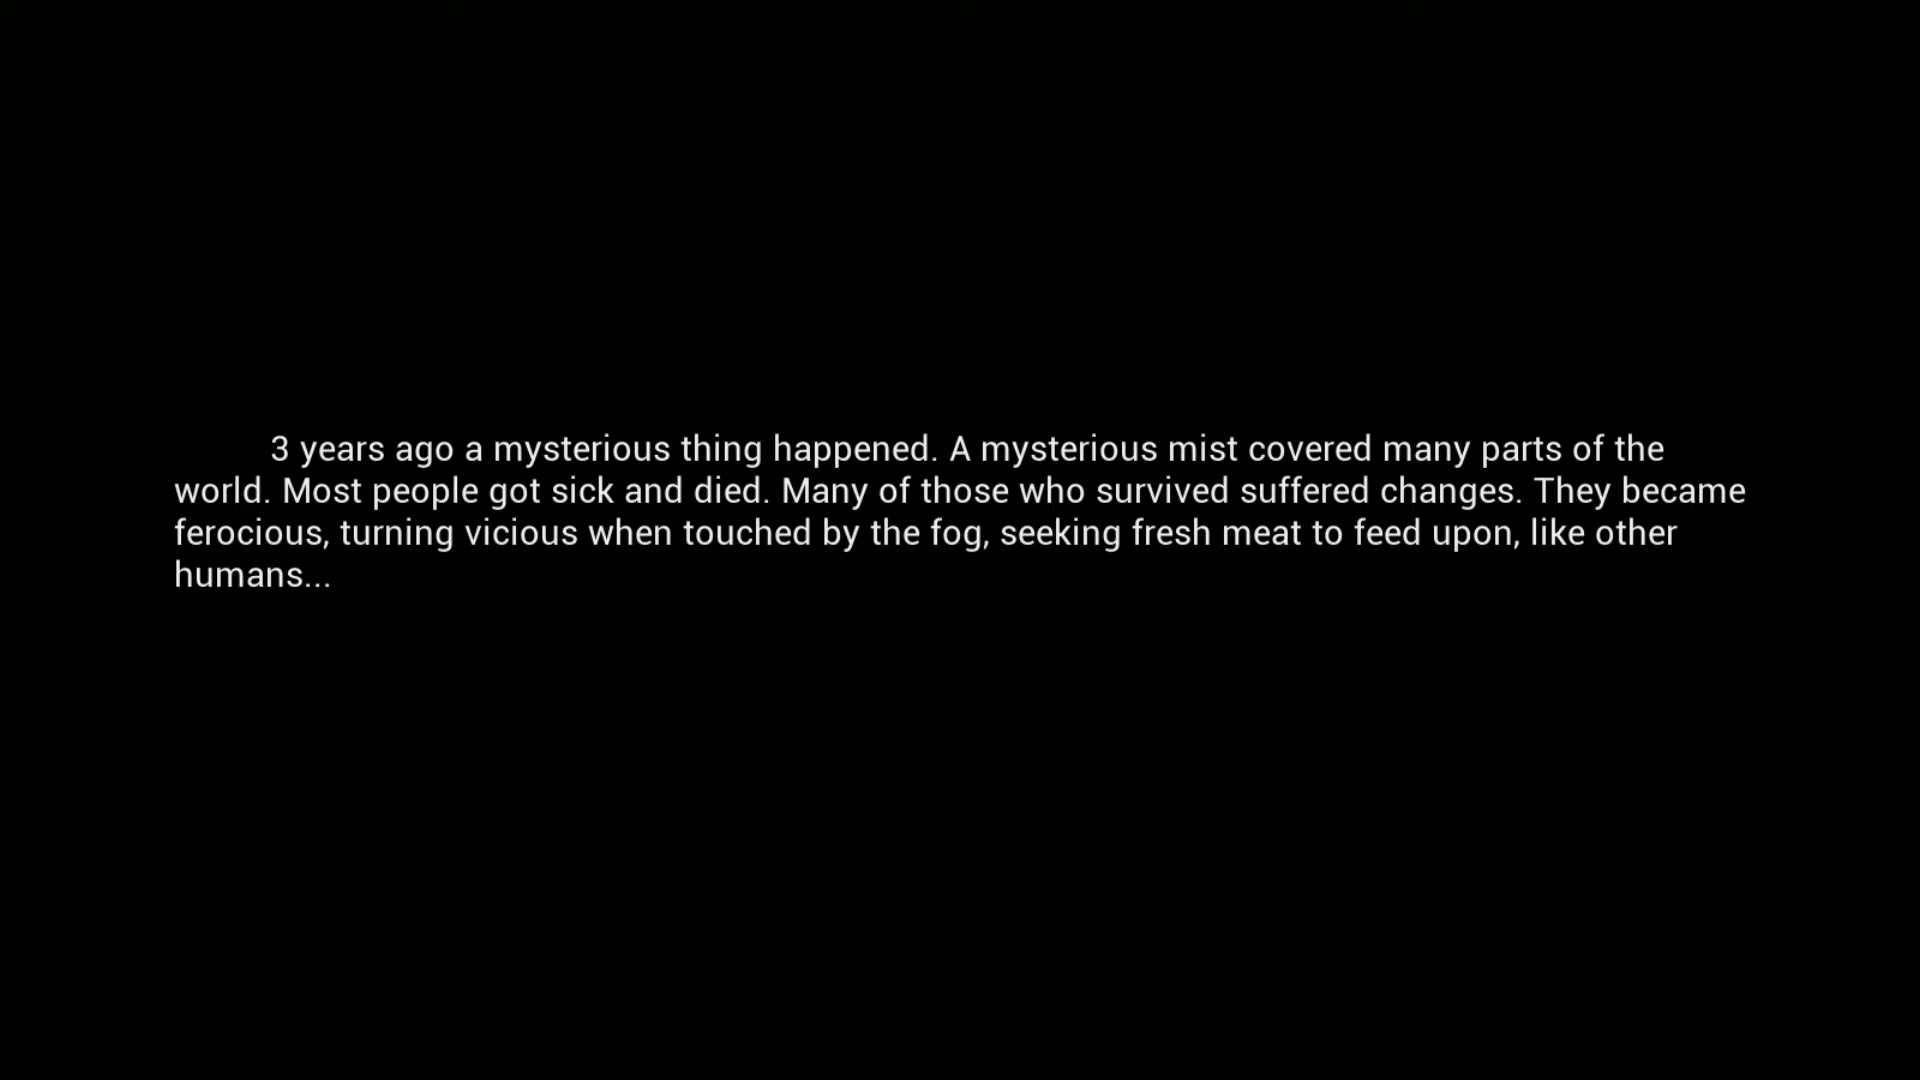 3 years ago a mysterious thing happened. A mysterious mist covered many parts of the
world. Most people got sick and died. Many of those who survived suffered changes. They became
ferocious, turning vicious when touched by the fog, seeking fresh meat to feed upon, like other
humans...